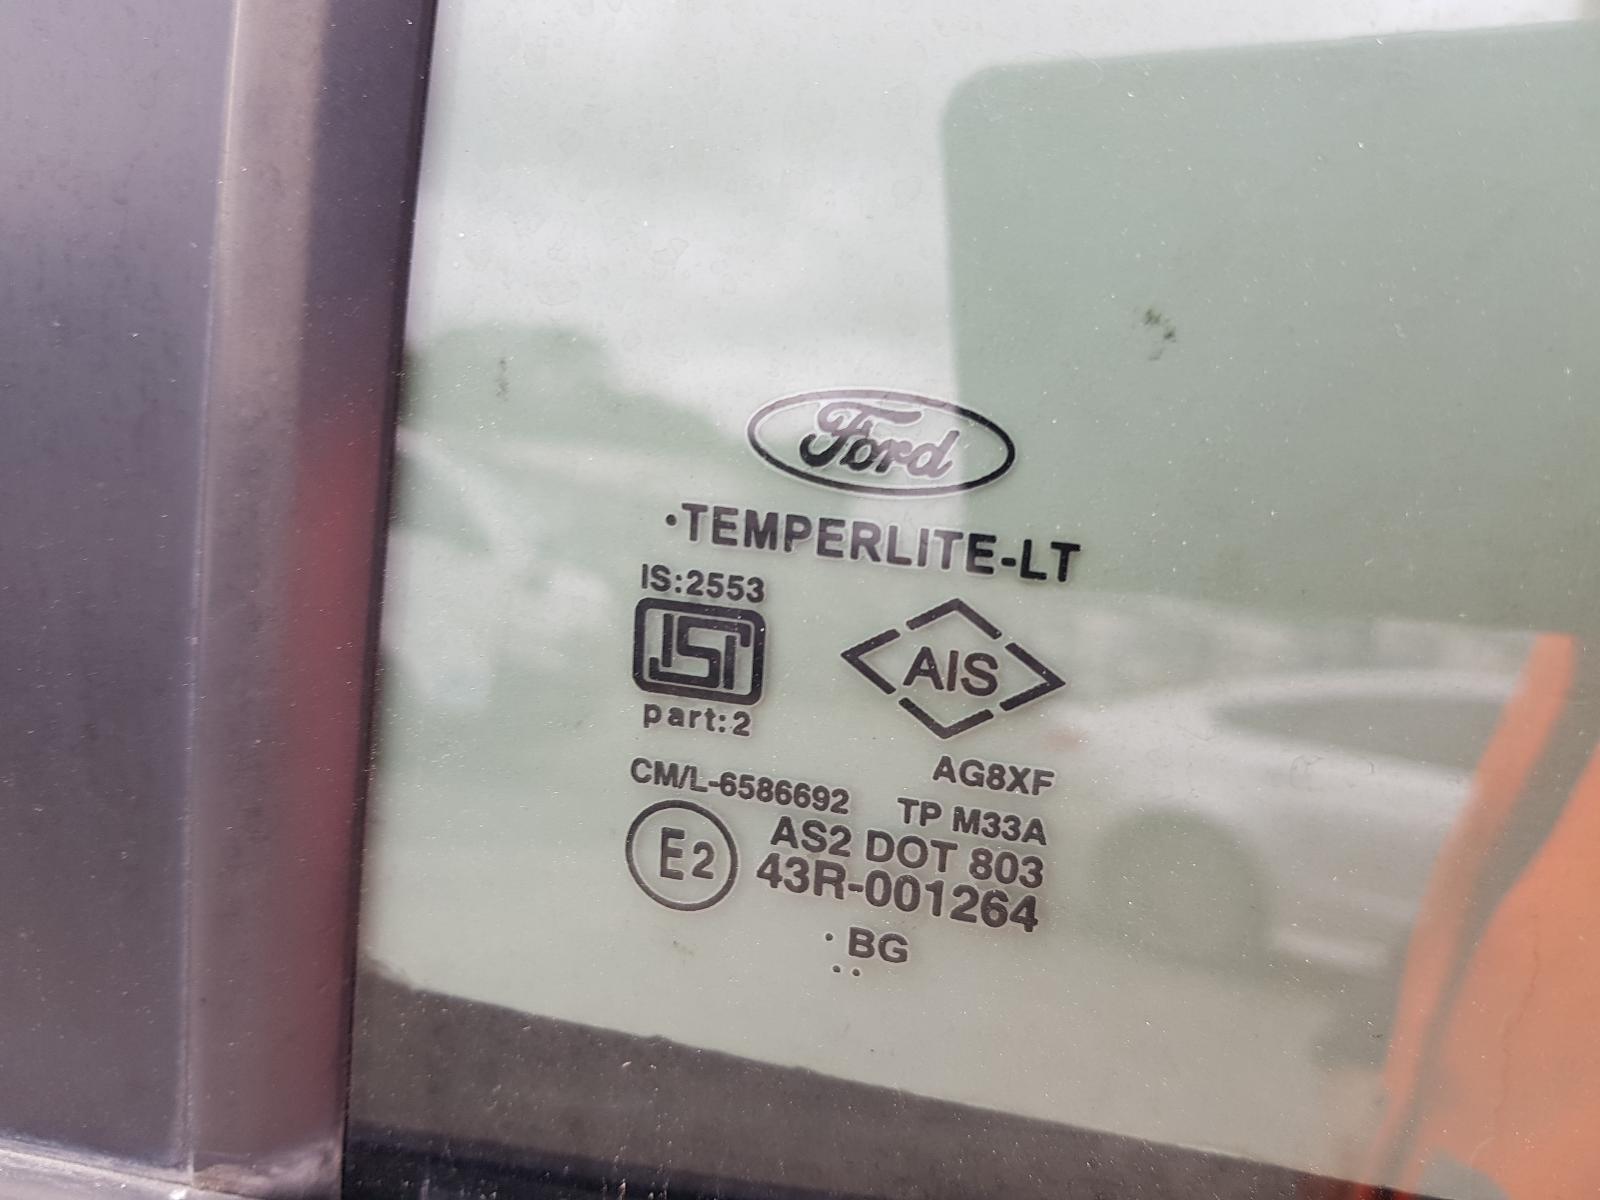 Ford
·TEMPERLITE-LT
IS:2553
ISI
AIS
part:2
AG8XF
CM/L-6586692 TP M33A
AS2 DOT 803
E2 43R-001264
BG